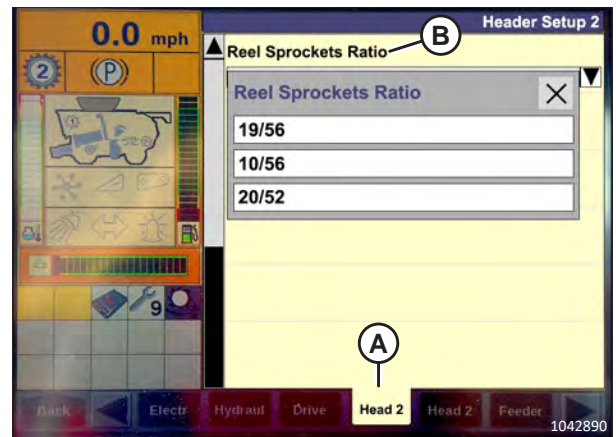 0.0 mph
2
P
9
Header Setup 2
B
Reel Sprockets Ratio
Reel Sprockets Ratio
19/56
10/56
20/52
A
Back
Electr
Hydraul
Drive
Head 2
Head 2
Feeder
1042890